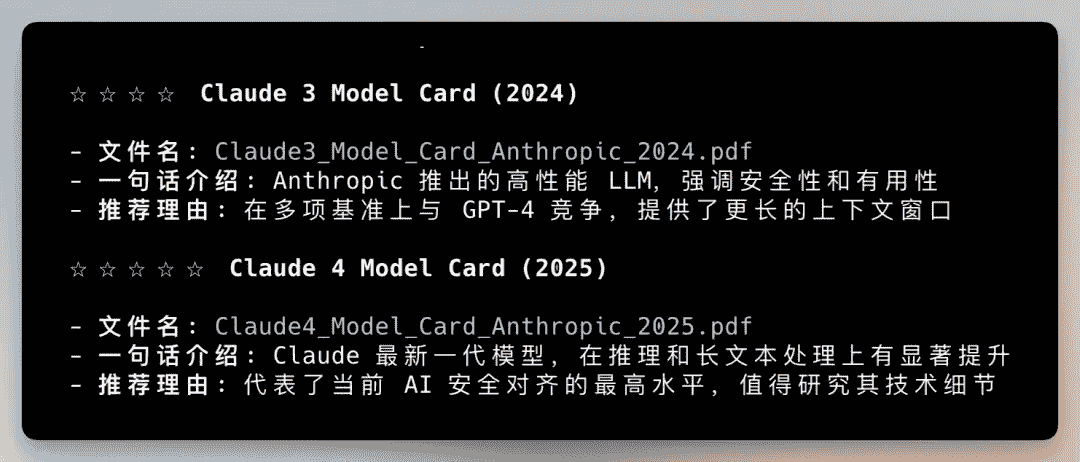 ☆ ☆ ☆ ☆ Claude 3 Model Card (2024)
- 文件名: Claude3_Model_Card_Anthropic_2024.pdf
- 一句话介绍: Anthropic 推出的高性能 LLM, 强调安全性和有用性
- 推荐理由: 在多项基准上与 GPT-4 竞争, 提供了更长的上下文窗口
☆ ☆ ☆ ☆ ☆ Claude 4 Model Card (2025)
- 文件名: Claude4_Model_Card_Anthropic_2025.pdf
- 一句话介绍: Claude 最新一代模型, 在推理和长文本处理上有显著提升
- 推荐理由: 代表了当前 AI 安全对齐的最高水平, 值得研究其技术细节